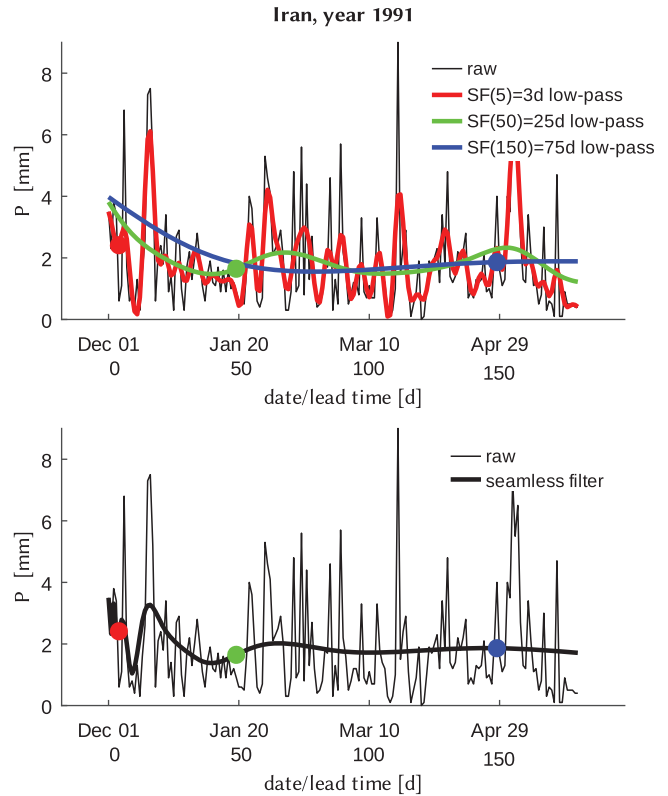 Iran, year 1991
raw
SF(5)=3d low-pass
SF(50)=25d low-pass
SF(150)=75d low-pass
P [mm]
8
6
4
2
0
Dec 01 Jan 20 Mar 10 Apr 29
0 50 100 150
date/lead time [d]
raw
seamless filter
P [mm]
8
6
4
2
0
Dec 01 Jan 20 Mar 10 Apr 29
0 50 100 150
date/lead time [d]